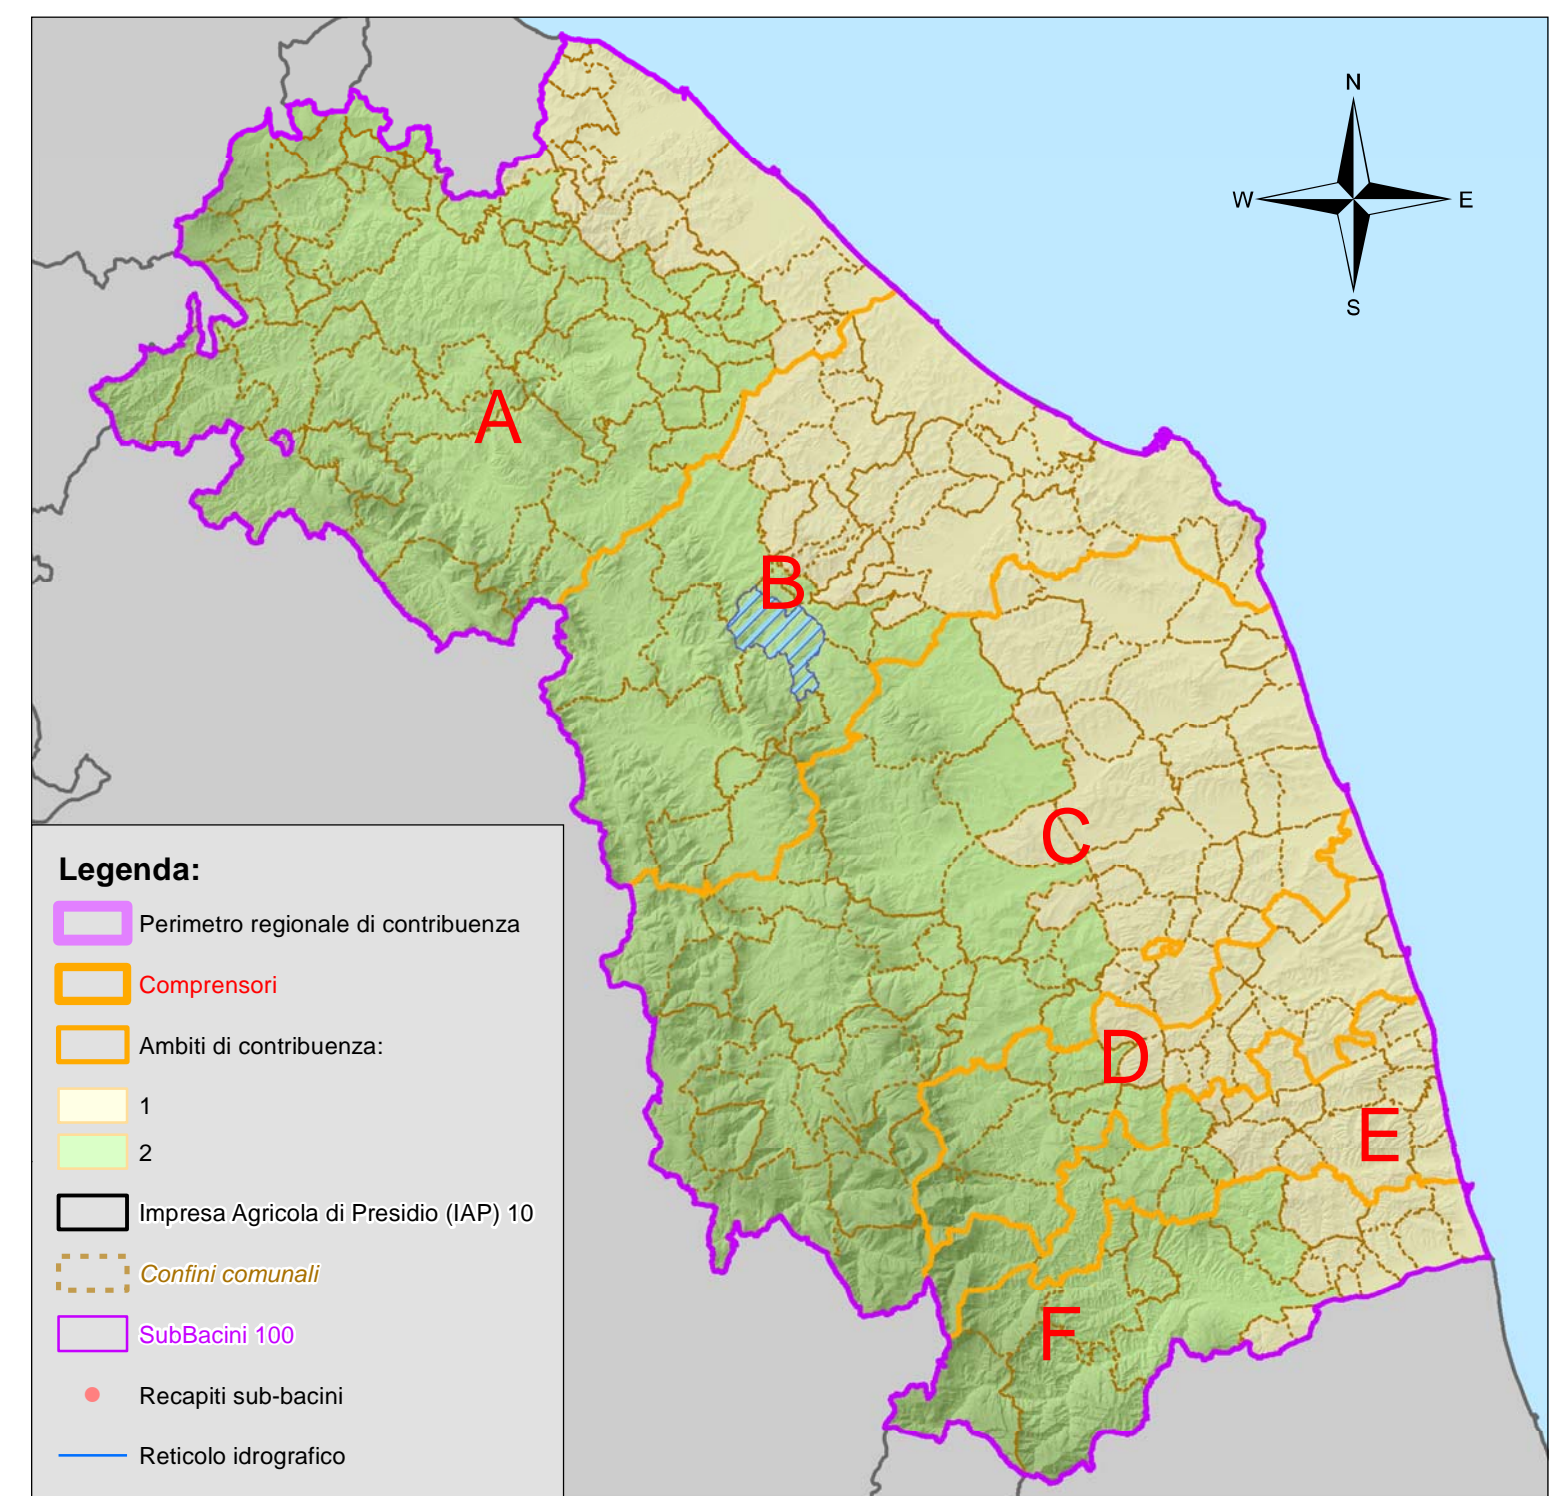 N
W
E
S
A
B
C
D
E
F
Legenda:
Perimetro regionale di contribuenza
Comprensori
Ambiti di contribuenza:
1
2
Impresa Agricola di Presidio (IAP) 10
Confini comunali
SubBacini 100
Recapiti sub-bacini
Reticolo idrografico